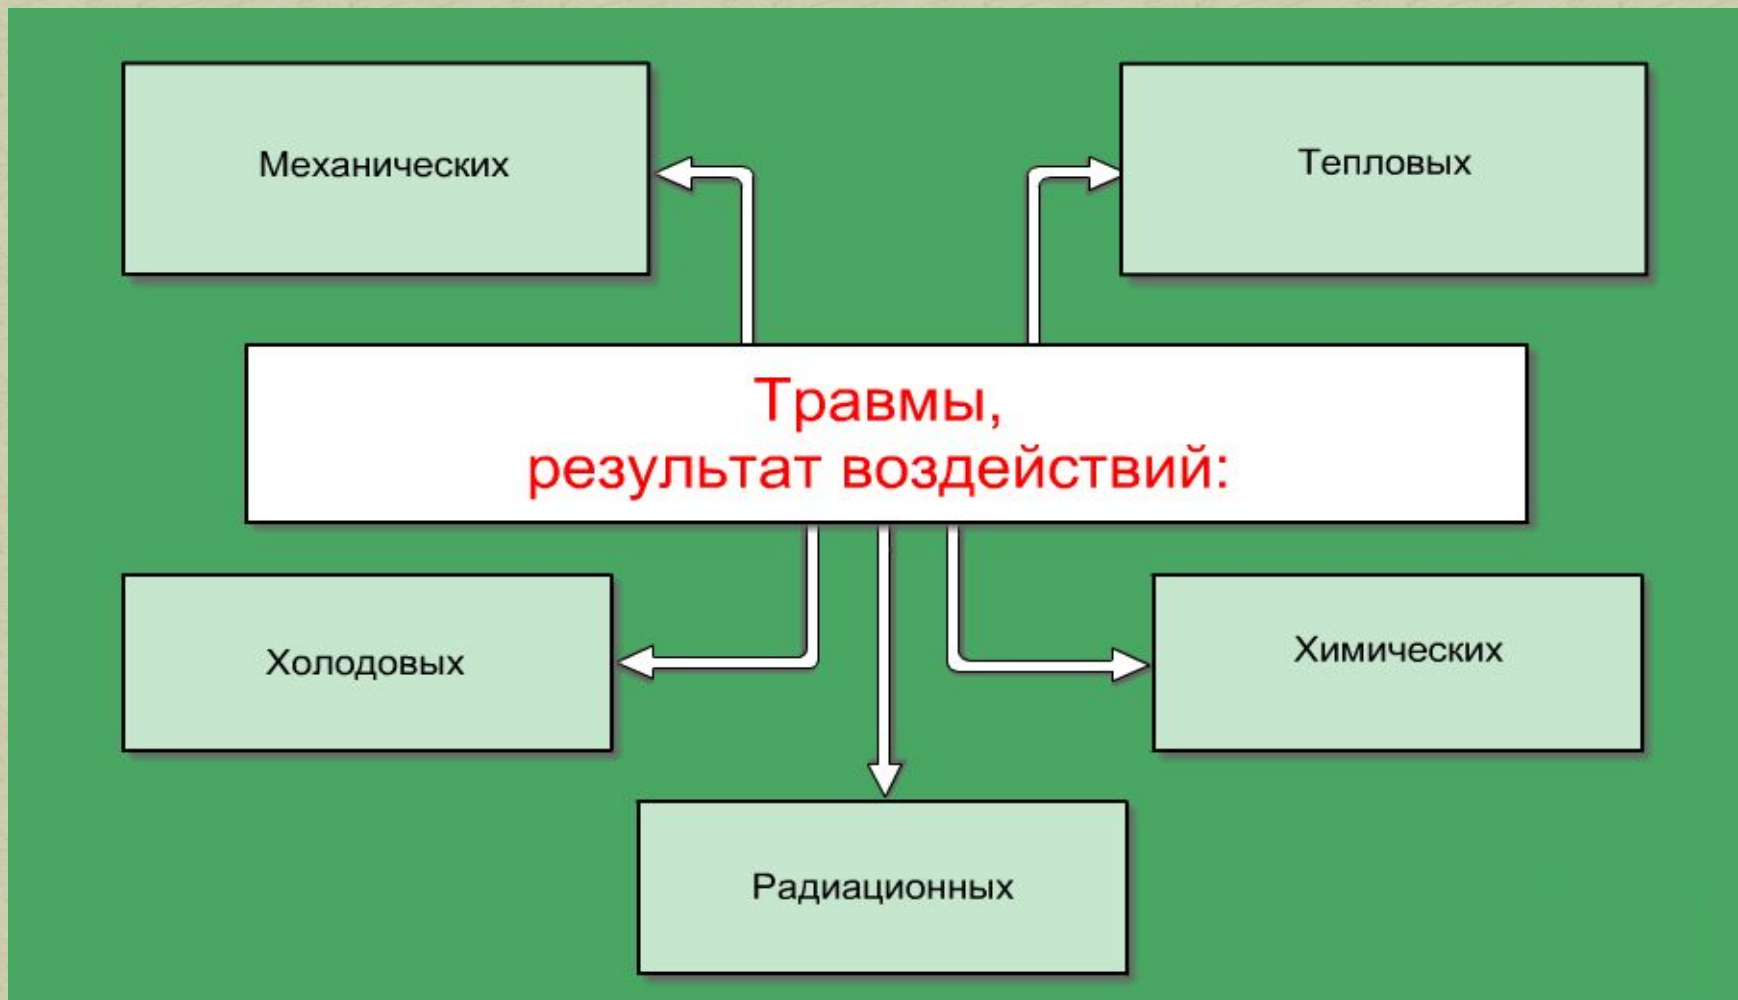 Механических
Тепловых
Травмы,
результат воздействий:
Холодовых
Химических
Радиационных